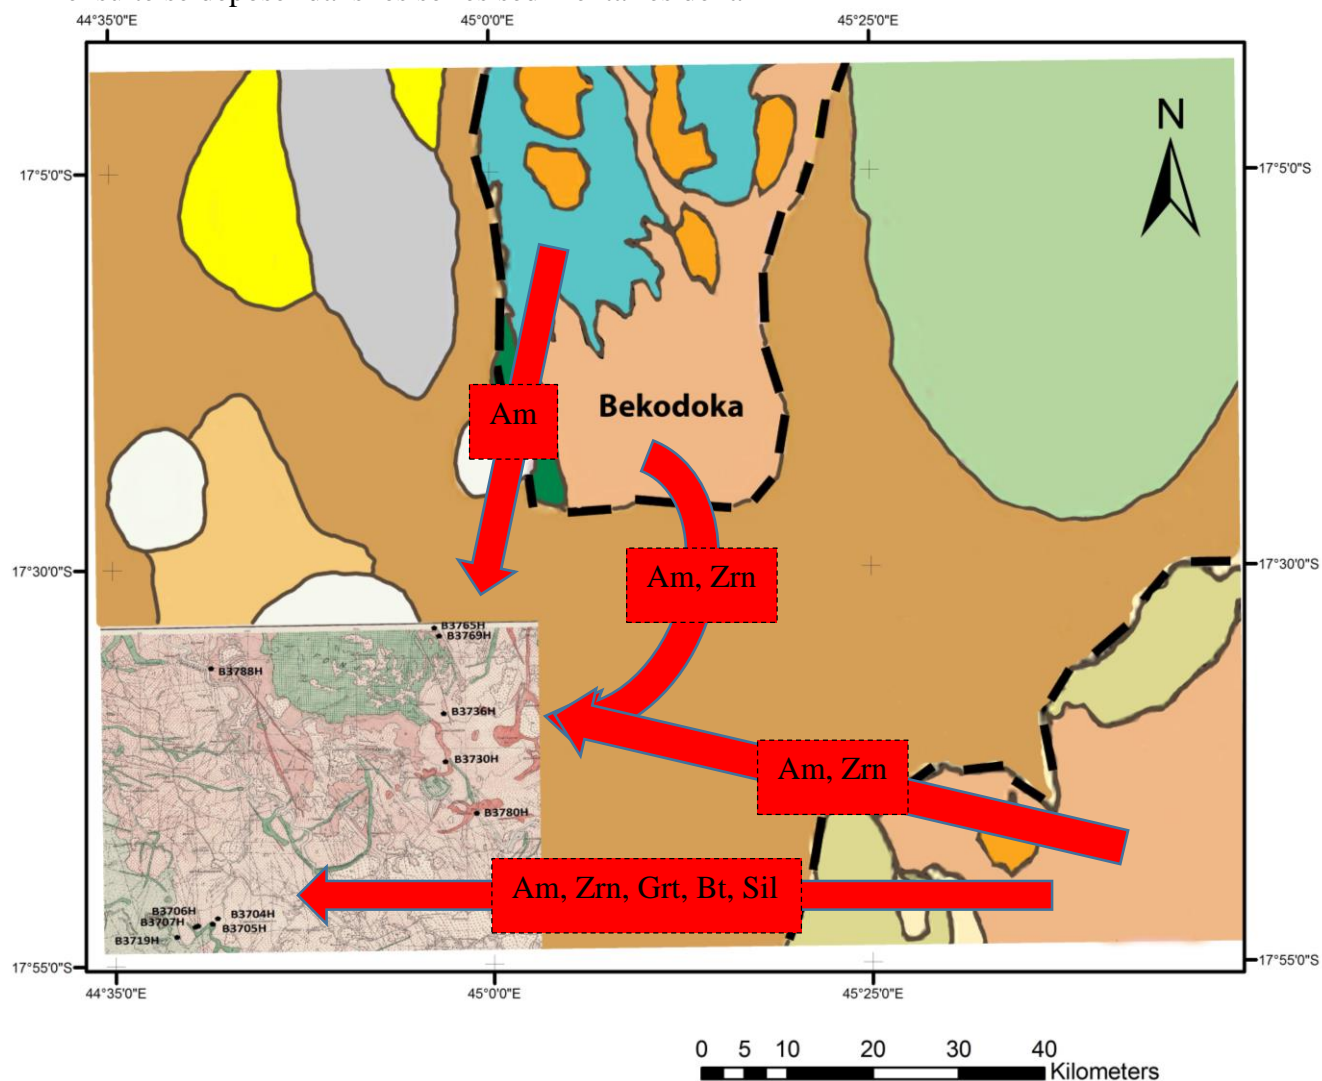 44°35'0"E 45°0'0"E 45°25'0"E
N
17°5'0"S 17°5'0"S
Am
Bekodoka
17°30'0"S 17°30'0"S
Am, Zrn
B3765H
B3769H
B3788H
B3736H
B3730H
Am, Zrn
B3780H
Am, Zrn, Grt, Bt, Sil
B3706H B3704H
B3707H B3705H
B3719H
17°55'0"S 17°55'0"S
44°35'0"E 45°0'0"E 45°25'0"E
0 5 10 20 30 40
Kilometers